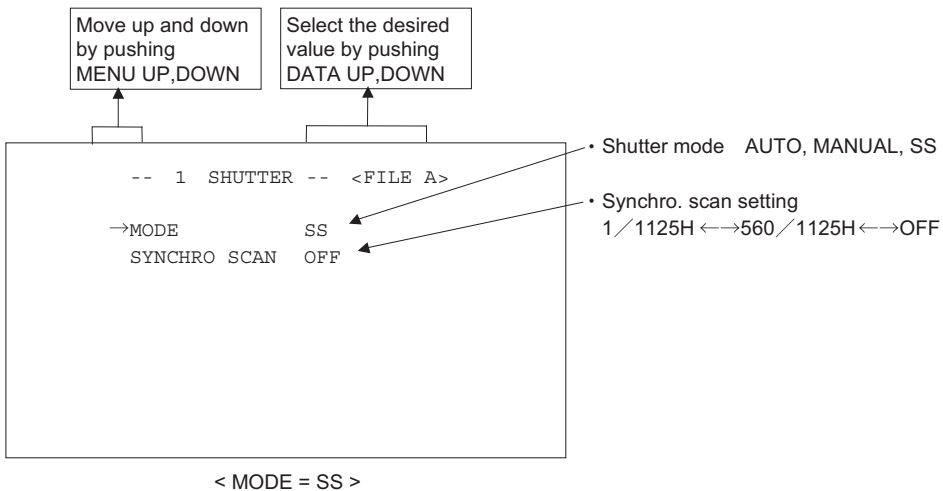 Move up and down
by pushing
MENU UP,DOWN
Select the desired
value by pushing
DATA UP,DOWN
-- 1 SHUTTER -- <FILE A>
→MODE SS
SYNCHRO SCAN OFF
・Shutter mode AUTO, MANUAL, SS
・Synchro. scan setting
1／1125H ←→560／1125H ←→OFF
< MODE = SS >